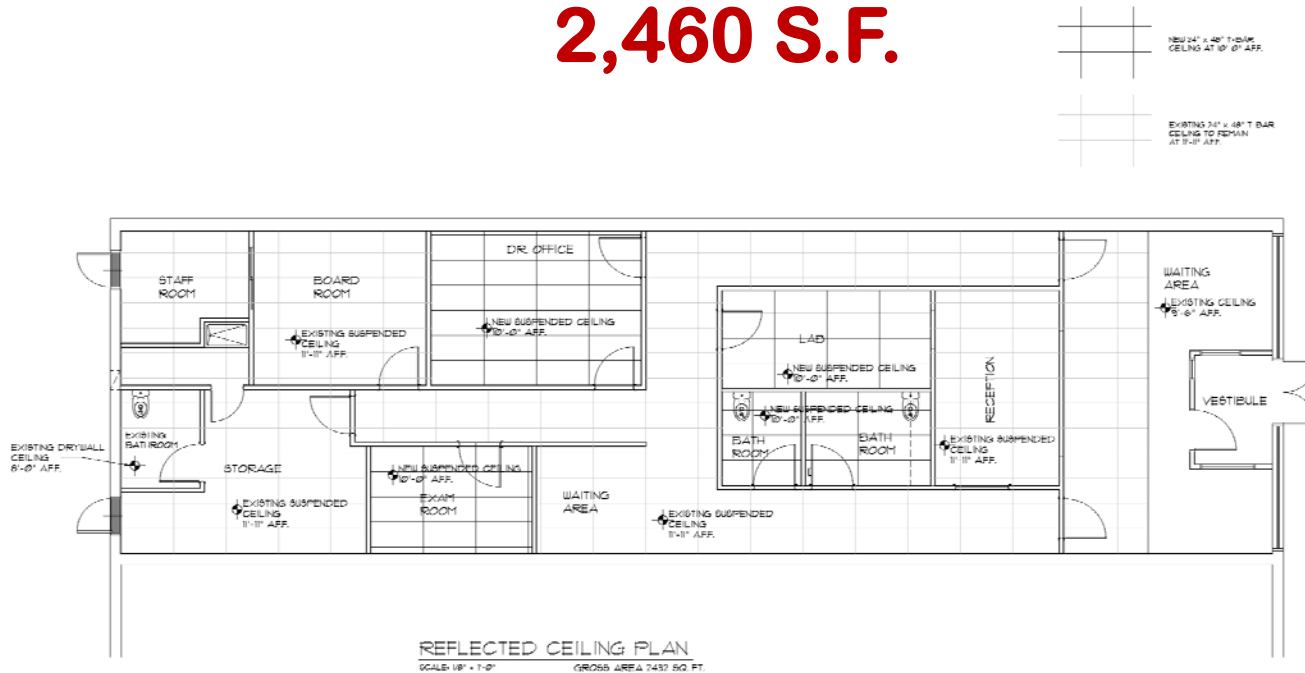 2,460 S.F.
NEW 24" x 48" T-BAR
CEILING AT 10'-0" AFF.
EXISTING 24" x 48" T BAR
CEILING TO REMAIN
AT 11'-11" AFF.
STAFF
ROOM
BOARD
ROOM
EXISTING SUSPENDED
CEILING
11'-11" AFF.
DR. OFFICE
NEW SUSPENDED CEILING
10'-0" AFF.
LAB
NEW SUSPENDED CEILING
10'-0" AFF.
RECEPTION
EXISTING SUSPENDED
CEILING
11'-11" AFF.
WAITING
AREA
EXISTING CEILING
9'-6" AFF.
VESTIBULE
NEW SUSPENDED CEILING
10'-0" AFF.
BATH
ROOM
BATH
ROOM
EXISTING
BATHROOM
EXISTING DRYWALL
CEILING
8'-0" AFF.
STORAGE
EXISTING SUSPENDED
CEILING
11'-11" AFF.
NEW SUSPENDED CEILING
10'-0" AFF.
EXAM
ROOM
WAITING
AREA
EXISTING SUSPENDED
CEILING
11'-11" AFF.
REFLECTED CEILING PLAN
SCALE: 1/8" = 1'-0"
GROSS AREA 2432 SQ. FT.